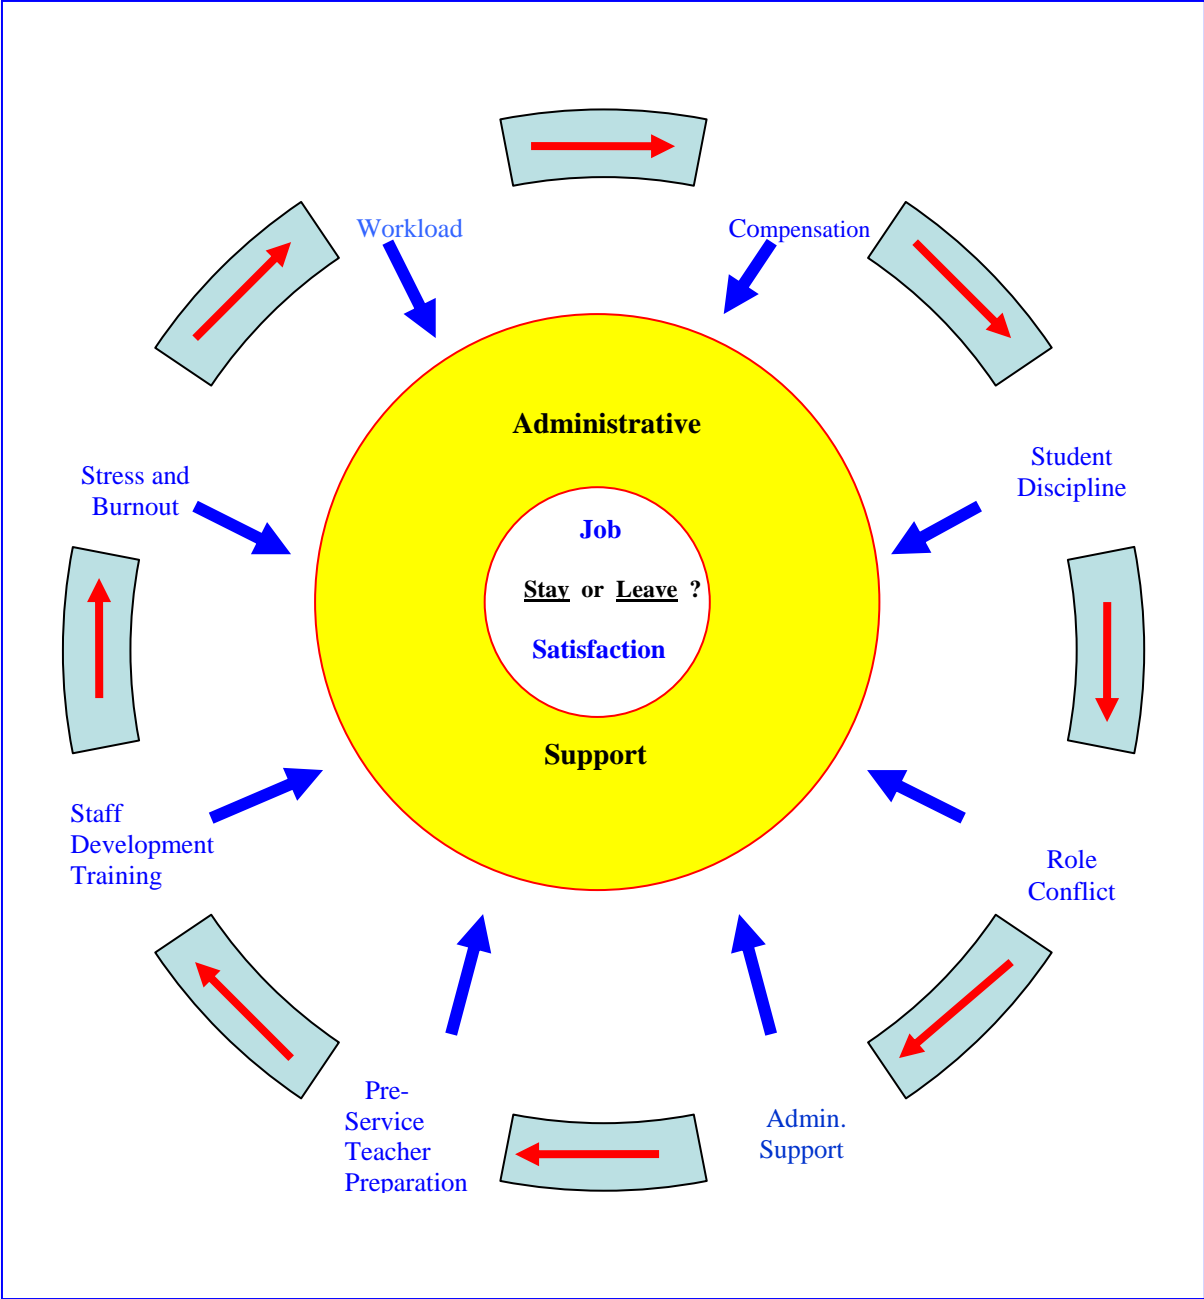 Workload
Compensation
Administrative
Stress and
Burnout
Student
Discipline
Job
Stay or Leave ?
Satisfaction
Support
Staff
Development
Training
Role
Conflict
Pre-
Service
Teacher
Preparation
Admin.
Support